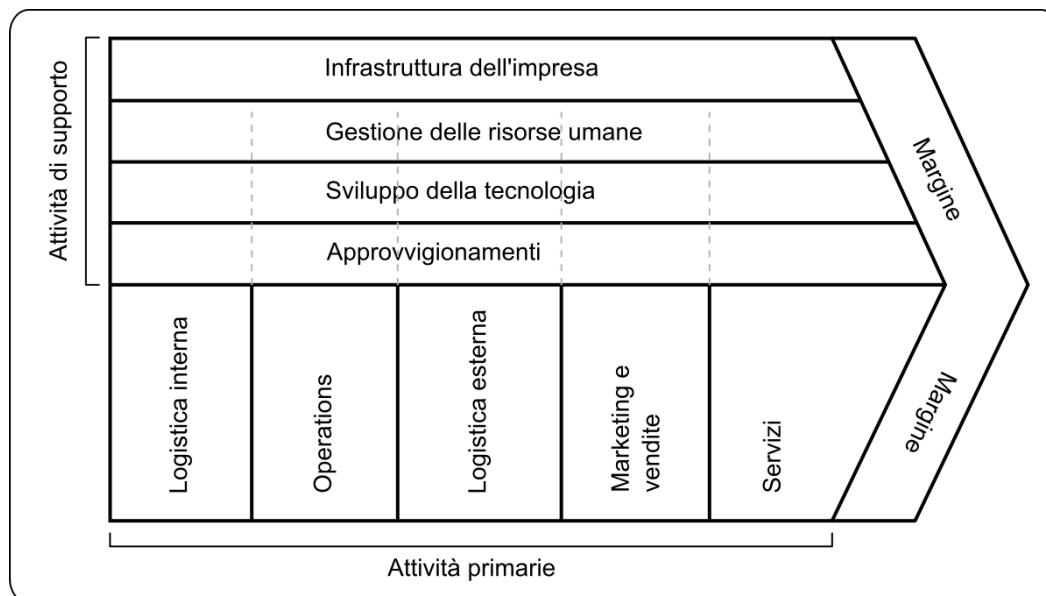 Attività di supporto
Infrastruttura dell'impresa
Gestione delle risorse umane
Sviluppo della tecnologia
Approvvigionamenti
Margine
Logistica interna
Operations
Logistica esterna
Marketing e
vendite
Servizi
Margine
Attività primarie